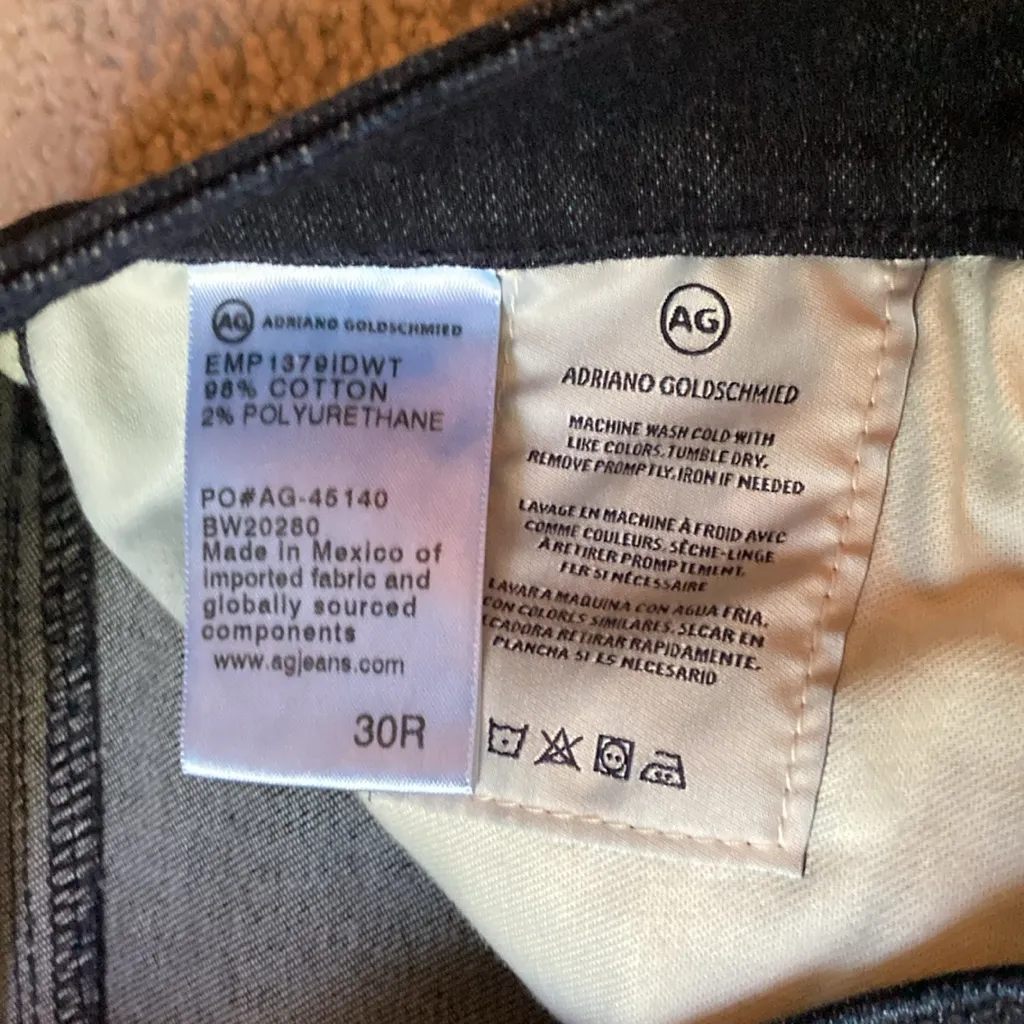 AG ADRIANO GOLDSCHMIED
EMP1379IDWT
98% COTTON
2% POLYURETHANE
PO#AG-45140
BW20280
Made in Mexico of
imported fabric and
globally sourced
components
www.agjeans.com
30R
AG
ADRIANO GOLDSCHMIED
MACHINE WASH COLD WITH
LIKE COLORS. TUMBLE DRY.
REMOVE PROMPTLY. IRON IF NEEDED
LAVAGE EN MACHINE À FROID AVEC
COMME COULEURS. SÈCHE-LINGE
À RETIRER PROMPTEMENT.
FER SI NÉCESSAIRE
LAVAR A MAQUINA CON AGUA FRIA.
CON COLORES SIMILARES. SECAR EN
CADORA RETIRAR RAPIDAMENTE.
PLANCHA SI ES NECESARIO